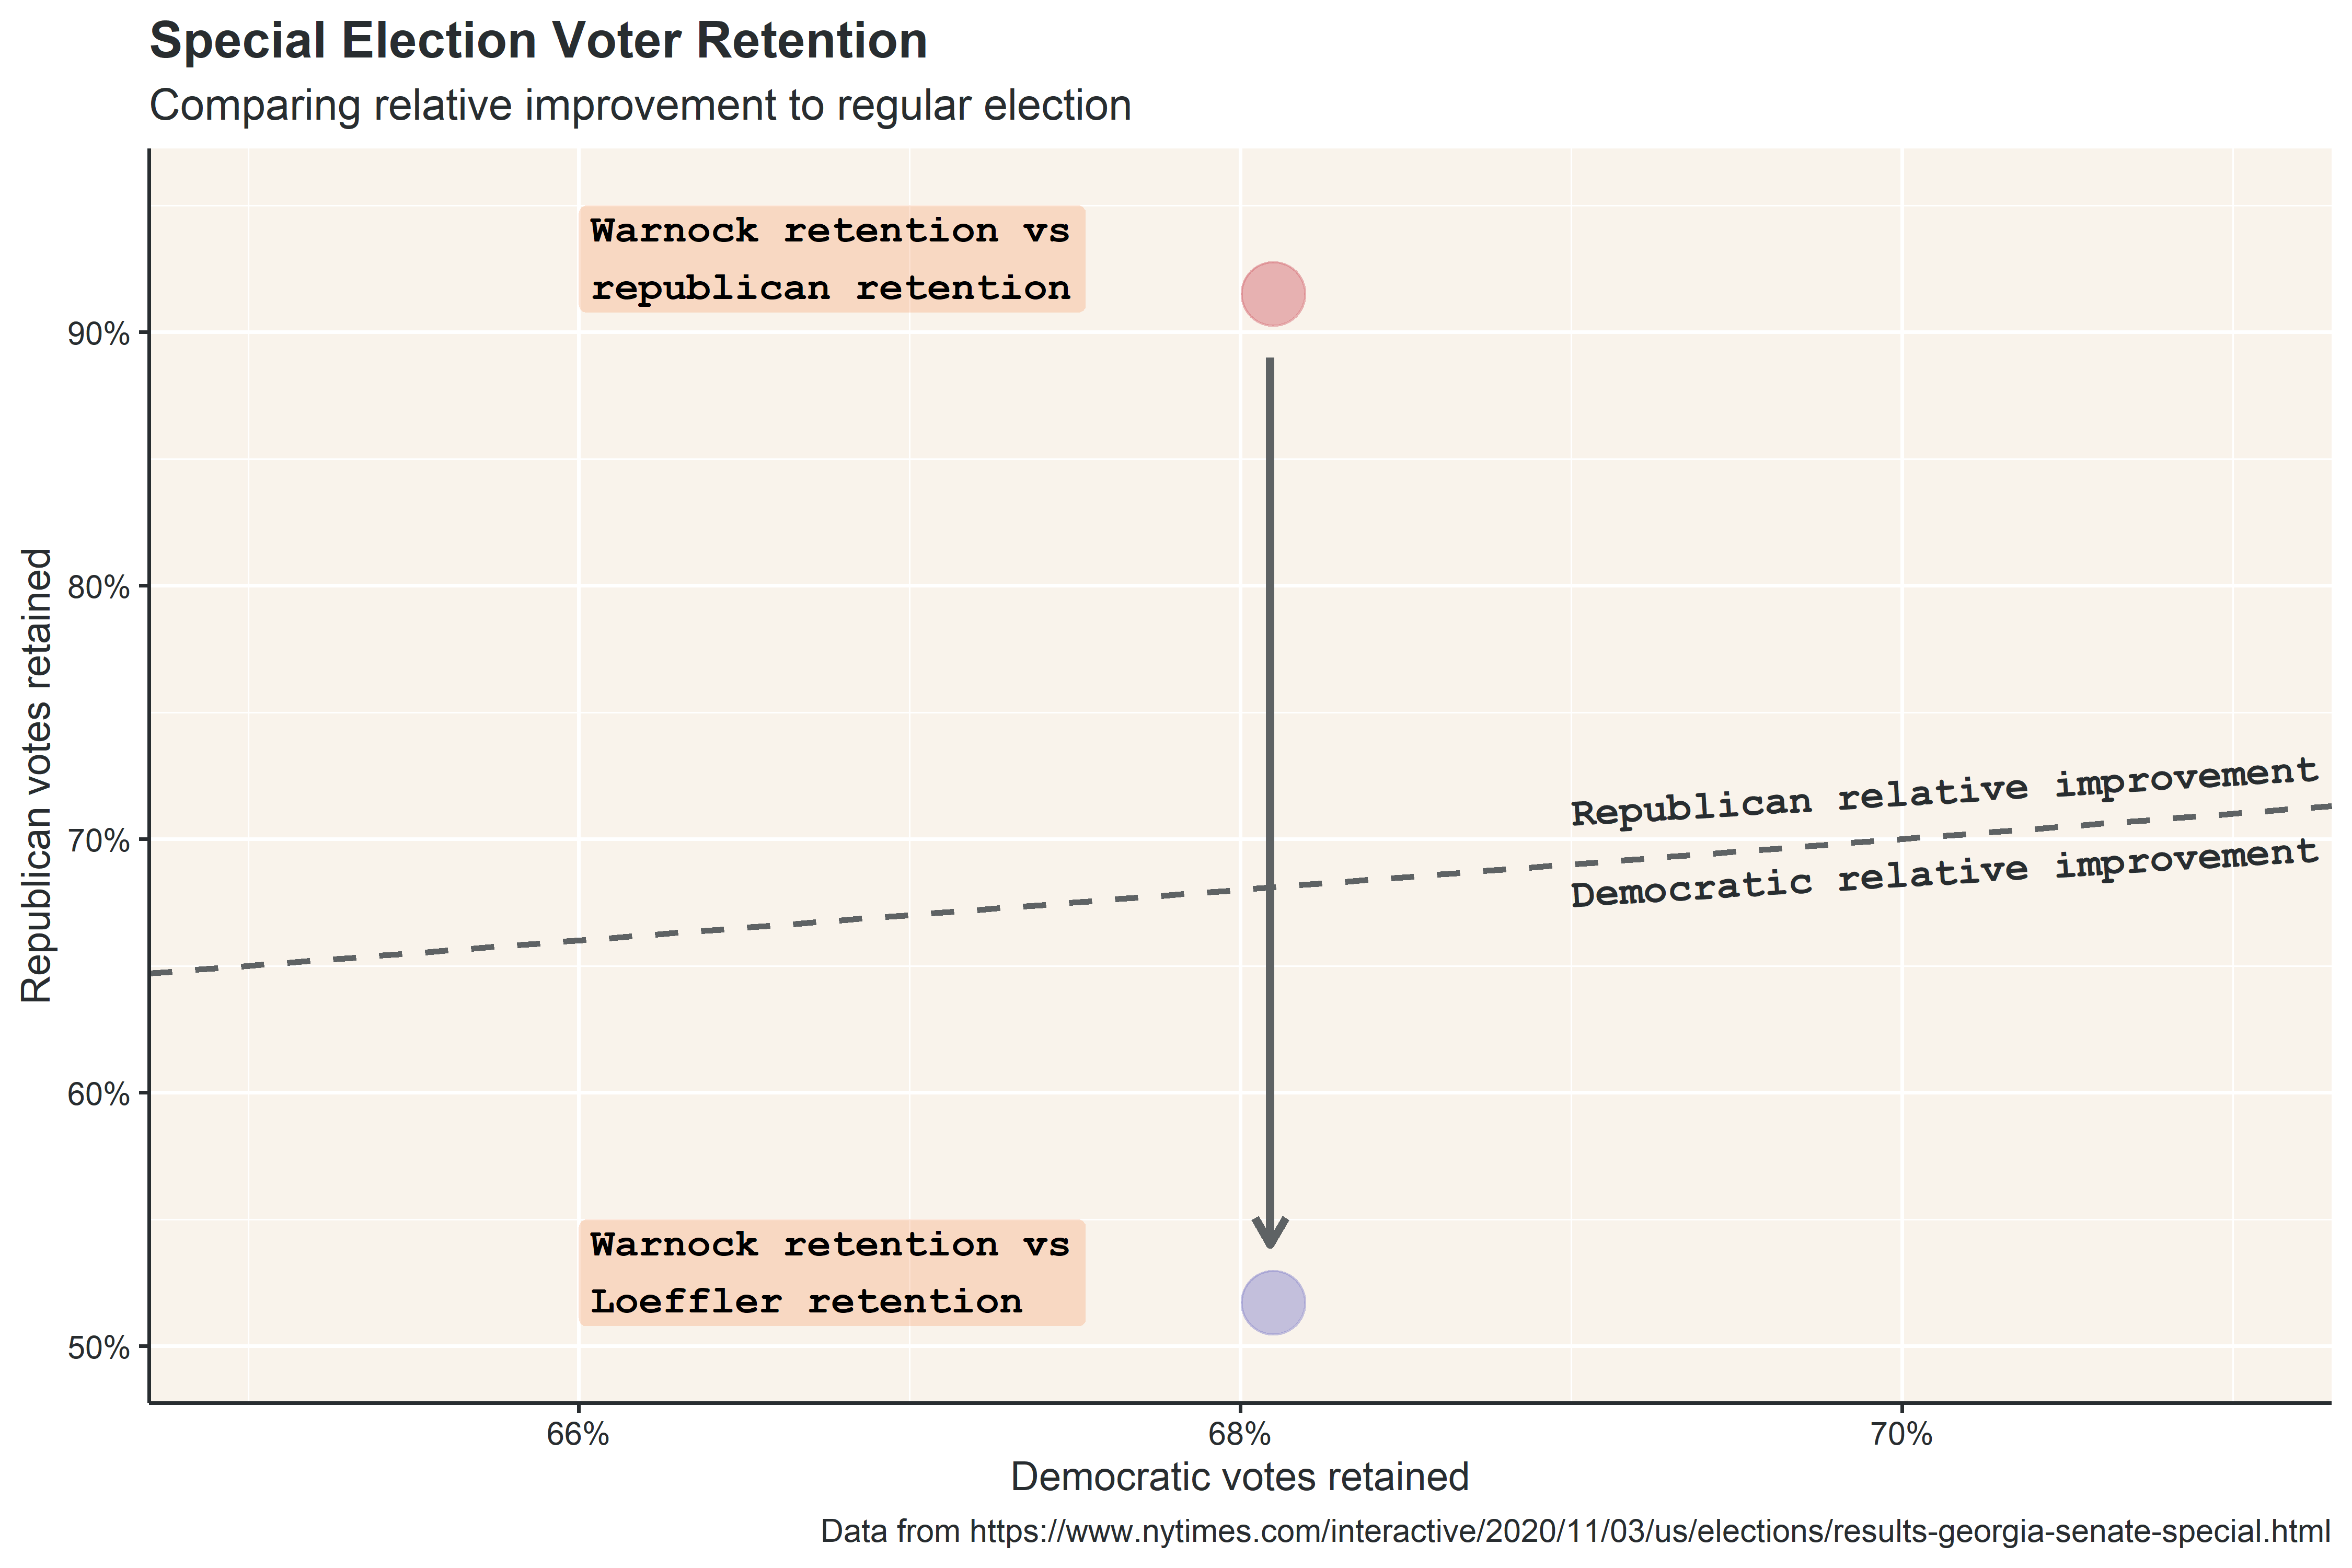 Special Election Voter Retention
Comparing relative improvement to regular election
Warnock retention vs
republican retention
90%
80%
Republican votes retained
Republican relative improvement
70%
Democratic relative improvement
60%
Warnock retention vs
Loeffler retention
50%
66%
68%
70%
Democratic votes retained
Data from https://www.nytimes.com/interactive/2020/11/03/us/elections/results-georgia-senate-special.html